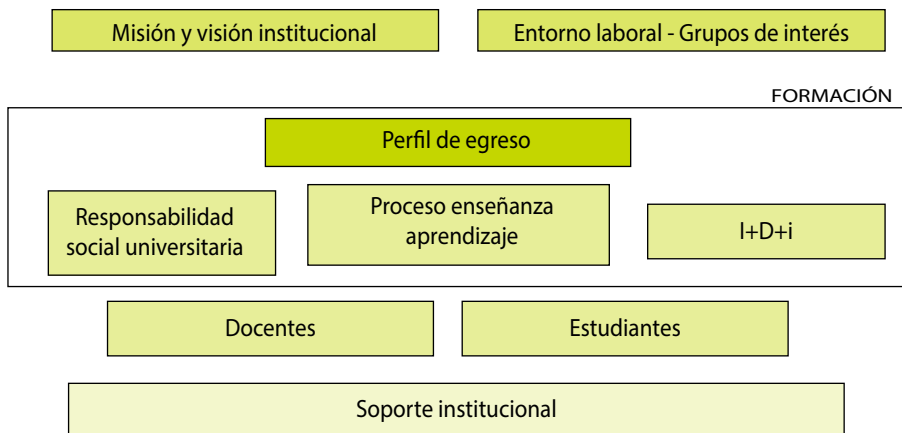 Misión y visión institucional
Entorno laboral - Grupos de interés
FORMACIÓN
Perfil de egreso
Responsabilidad
social universitaria
Proceso enseñanza
aprendizaje
I+D+i
Docentes
Estudiantes
Soporte institucional